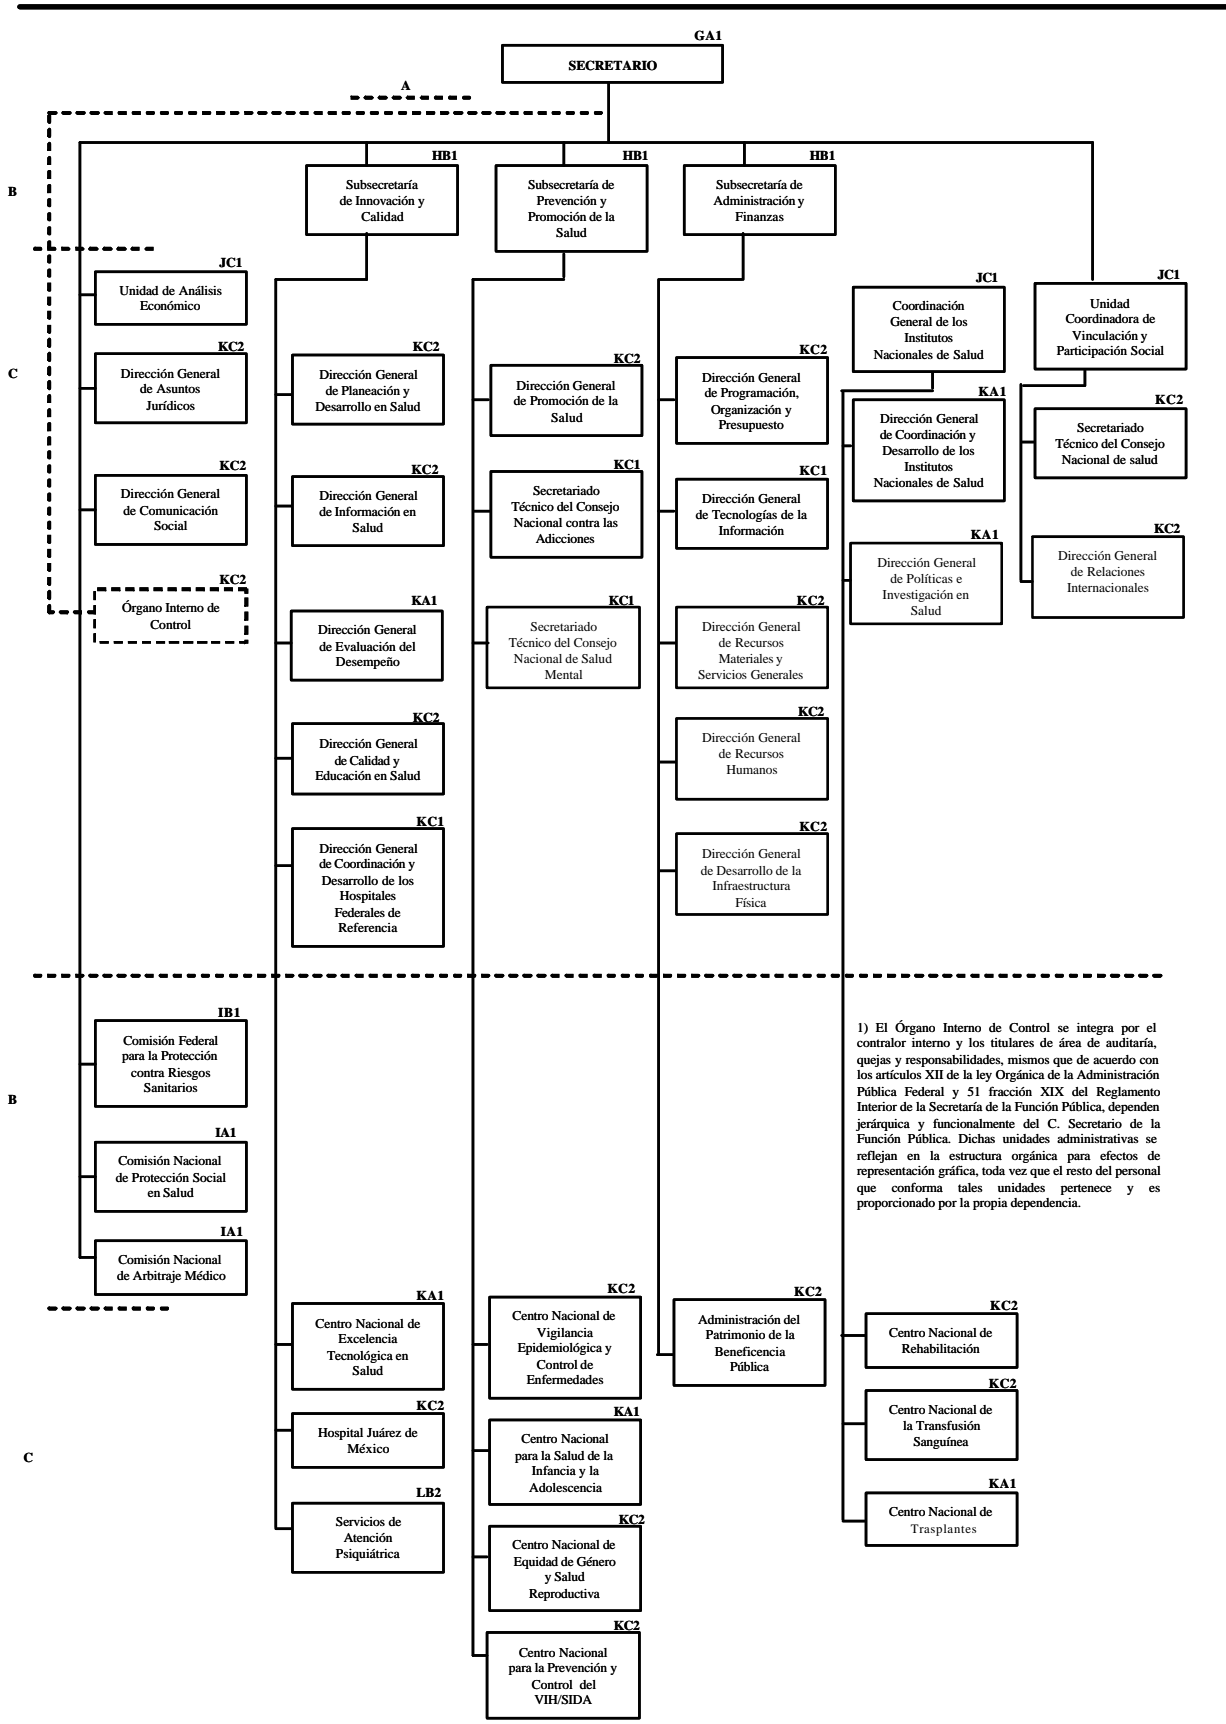 GA1
SECRETARIO
A
B
HB1
Subsecretaría
de Innovación y
Calidad
HB1
Subsecretaría de
Prevención y
Promoción de la
Salud
HB1
Subsecretaría de
Administración y
Finanzas
C
JC1
Unidad de Análisis
Económico
KC2
Dirección General
de Asuntos
Jurídicos
KC2
Dirección General
de Comunicación
Social
KC2
Órgano Interno de
Control
KC2
Dirección General
de Planeación y
Desarrollo en Salud
KC2
Dirección General
de Información en
Salud
KA1
Dirección General
de Evaluación del
Desempeño
KC2
Dirección General
de Calidad y
Educación en Salud
KC1
Dirección General
de Coordinación y
Desarrollo de los
Hospitales
Federales de
Referencia
KC2
Dirección General
de Promoción de la
Salud
KC1
Secretariado
Técnico del Consejo
Nacional contra las
Adicciones
KC1
Secretariado
Técnico del Consejo
Nacional de Salud
Mental
KC2
Dirección General
de Programación,
Organización y
Presupuesto
KC1
Dirección General
de Tecnologías de la
Información
KC2
Dirección General
de Recursos
Materiales y
Servicios Generales
KC2
Dirección General
de Recursos
Humanos
KC2
Dirección General
de Desarrollo de la
Infraestructura
Física
JC1
Coordinación
General de los
Institutos
Nacionales de Salud
KA1
Dirección General
de Coordinación y
Desarrollo de los
Institutos
Nacionales de Salud
KA1
Dirección General
de Políticas e
Investigación en
Salud
JC1
Unidad
Coordinadora de
Vinculación y
Participación Social
KC2
Secretariado
Técnico del Consejo
Nacional de salud
KC2
Dirección General
de Relaciones
Internacionales
B
IB1
Comisión Federal
para la Protección
contra Riesgos
Sanitarios
IA1
Comisión Nacional
de Protección Social
en Salud
IA1
Comisión Nacional
de Arbitraje Médico
1) El Órgano Interno de Control se integra por el
contralor interno y los titulares de área de auditaría,
quejas y responsabilidades, mismos que de acuerdo con
los artículos XII de la ley Orgánica de la Administración
Pública Federal y 51 fracción XIX del Reglamento
Interior de la Secretaría de la Función Pública, dependen
jerárquica y funcionalmente del C. Secretario de la
Función Pública. Dichas unidades administrativas se
reflejan en la estructura orgánica para efectos de
representación gráfica, toda vez que el resto del personal
que conforma tales unidades pertenece y es
proporcionado por la propia dependencia.
C
KA1
Centro Nacional de
Excelencia
Tecnológica en
Salud
KC2
Hospital Juárez de
México
LB2
Servicios de
Atención
Psiquiátrica
KC2
Centro Nacional de
Vigilancia
Epidemiológica y
Control de
Enfermedades
KA1
Centro Nacional
para la Salud de la
Infancia y la
Adolescencia
KC2
Centro Nacional de
Equidad de Género
y Salud
Reproductiva
KC2
Centro Nacional
para la Prevención y
Control del
VIH/SIDA
KC2
Administración del
Patrimonio de la
Beneficencia
Pública
KC2
Centro Nacional de
Rehabilitación
KC2
Centro Nacional de
la Transfusión
Sanguínea
KA1
Centro Nacional de
Trasplantes